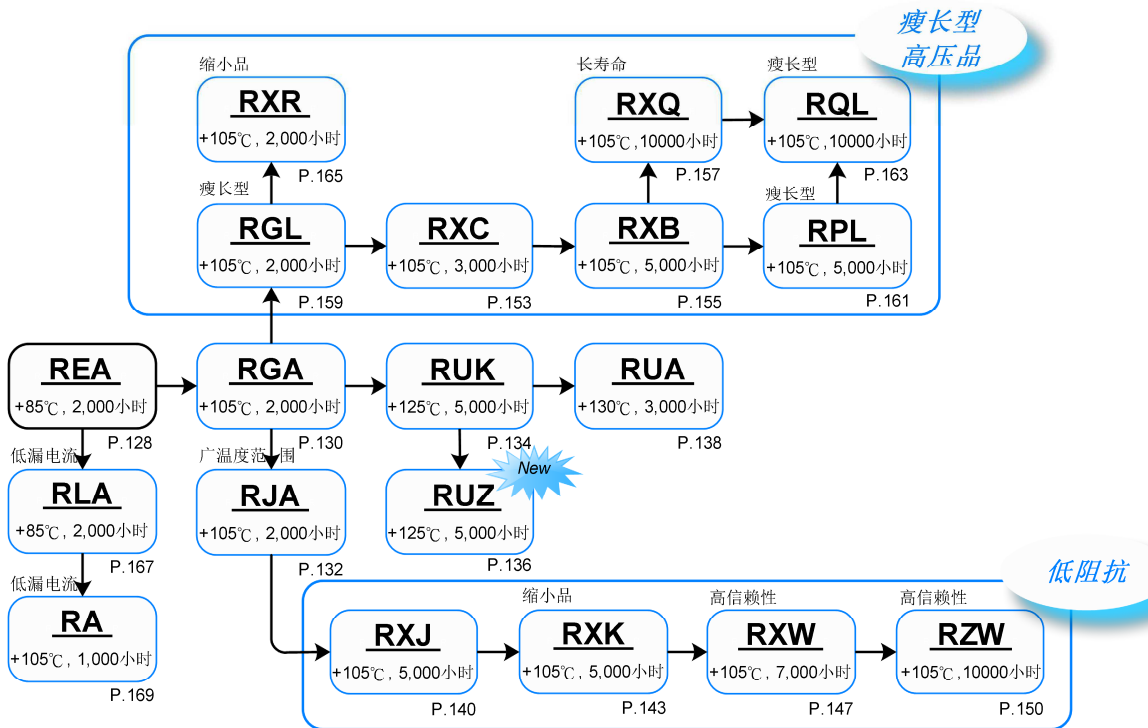 瘦长型
高压品
缩小品
RXR
+105℃, 2,000小时
P.165
长寿命
RXQ
+105℃,10000小时
P.157
瘦长型
RQL
+105℃,10000小时
P.163
瘦长型
RGL
+105℃, 2,000小时
P.159
RXC
+105℃, 3,000小时
P.153
RXB
+105℃, 5,000小时
P.155
瘦长型
RPL
+105℃, 5,000小时
P.161
REA
+85℃, 2,000小时
P.128
RGA
+105℃, 2,000小时
P.130
RUK
+125℃, 5,000小时
P.134
RUA
+130℃, 3,000小时
P.138
低漏电流
RLA
+85℃, 2,000小时
P.167
广温度范围
RJA
+105℃, 2,000小时
P.132
New
RUZ
+125℃, 5,000小时
P.136
低漏电流
RA
+105℃, 1,000小时
P.169
低阻抗
RXJ
+105℃, 5,000小时
P.140
缩小品
RXK
+105℃, 5,000小时
P.143
高信赖性
RXW
+105℃, 7,000小时
P.147
高信赖性
RZW
+105℃,10000小时
P.150